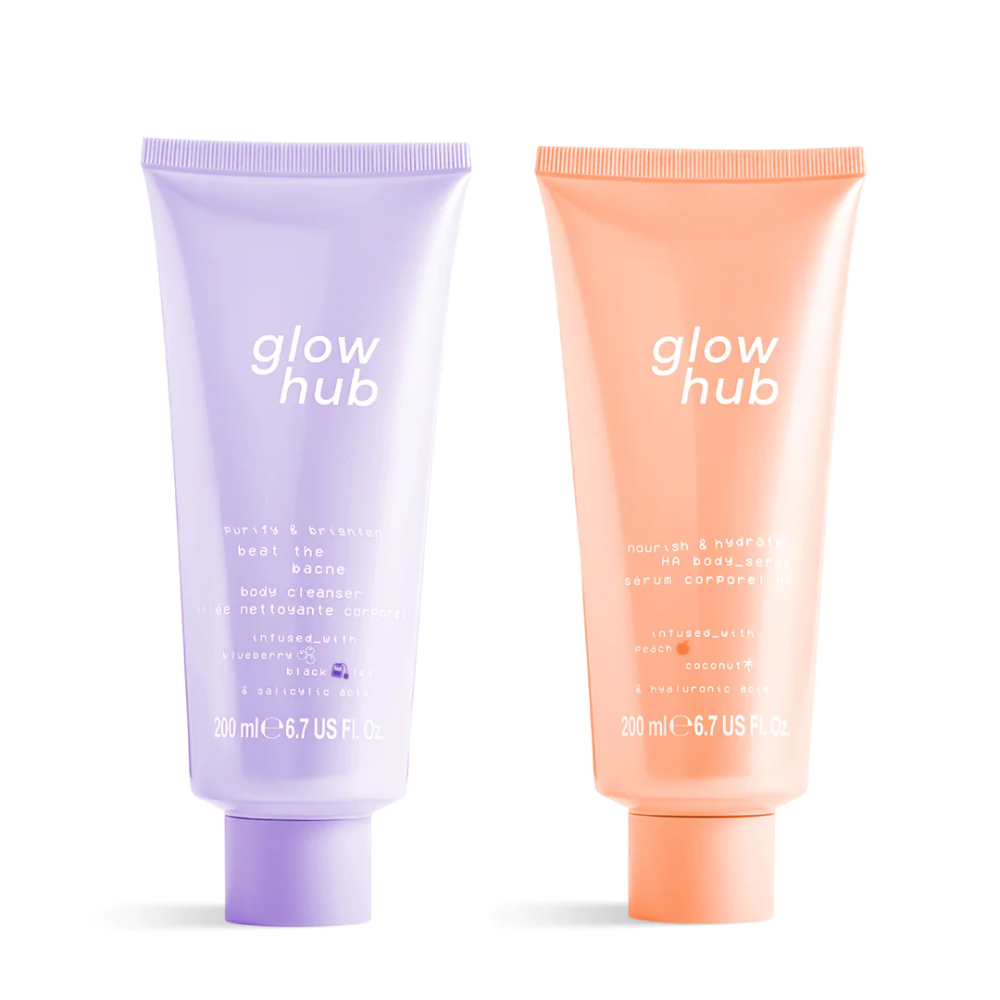 glow
hub
purify & brighten
beat the
bacne
body cleanser
nettoyante corporel
infused_with
blueberry
black tea
& salicylic acid
200 ml℮6.7 US Fl. Oz.
glow
hub
nourish & hydrate
HA body_serum
sérum corporel
infused_with
peach
coconut
& hyaluronic acid
200 ml℮6.7 US Fl. Oz.